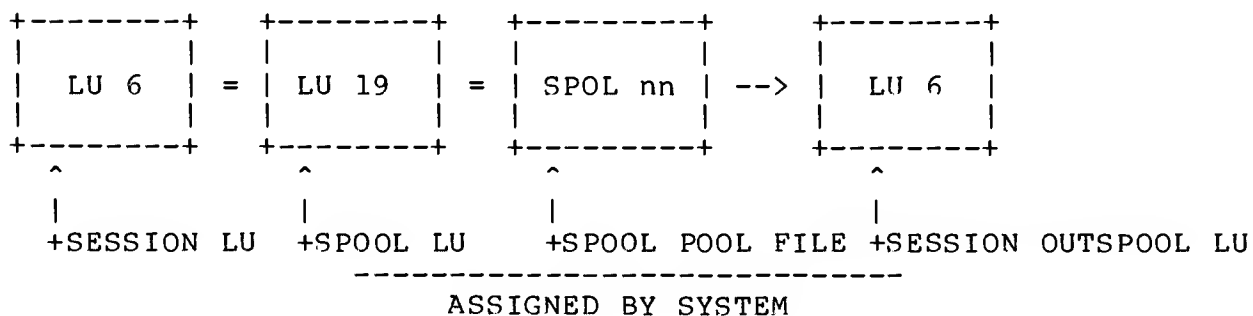 LU 6 = LU 19 = SPOL nn --> LU 6
+SESSION LU +SPOOL LU +SPOOL POOL FILE +SESSION OUTSPOOL LU
ASSIGNED BY SYSTEM